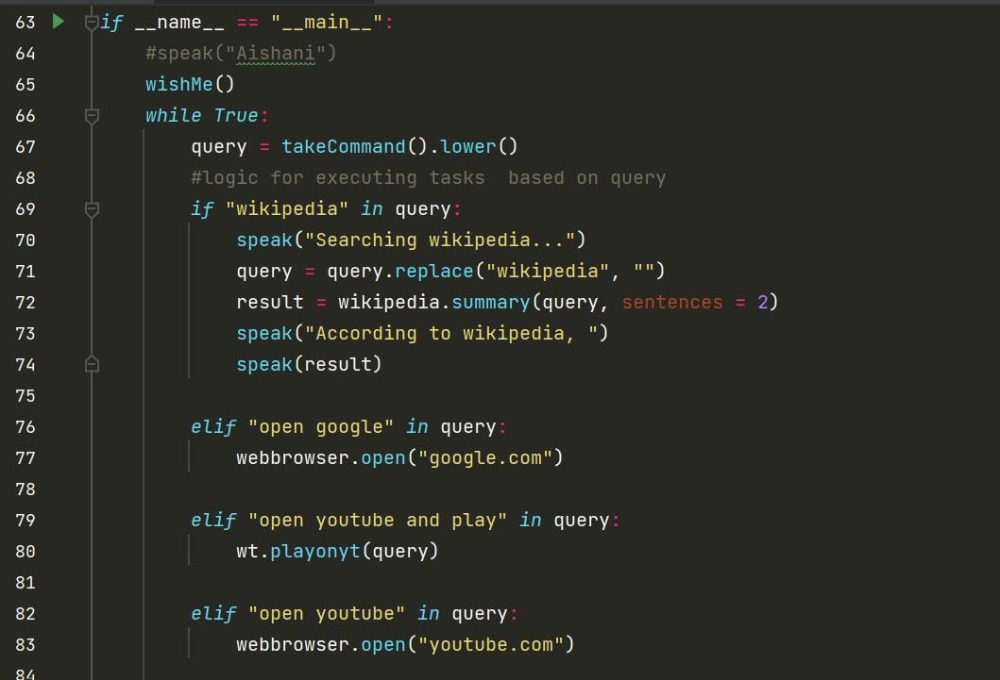 63 if __name__ == "__main__":
64 #speak("Aishani")
65 wishMe()
66 while True:
67 query = takeCommand().lower()
68 #logic for executing tasks  based on query
69 if "wikipedia" in query:
70 speak("Searching wikipedia...")
71 query = query.replace("wikipedia", "")
72 result = wikipedia.summary(query, sentences = 2)
73 speak("According to wikipedia, ")
74 speak(result)
75
76 elif "open google" in query:
77 webbrowser.open("google.com")
78
79 elif "open youtube and play" in query:
80 wt.playonyt(query)
81
82 elif "open youtube" in query:
83 webbrowser.open("youtube.com")
84